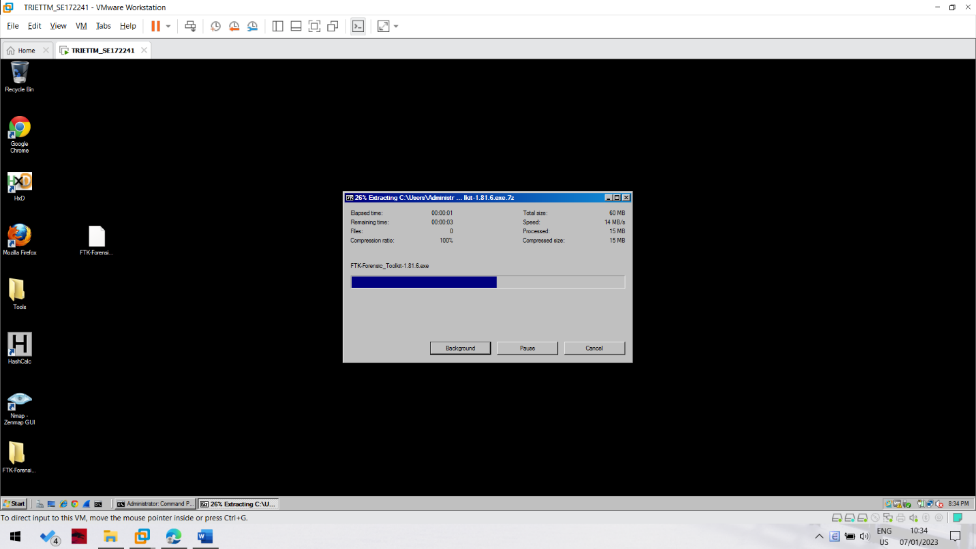 TRIETTM_SE172241 - VMware Workstation
File Edit View VM Tabs Help
Home
TRIETTM_SE172241
Recycle Bin
Google
Chrome
HxD
Mozilla Firefox
FTK-Forensi...
Tools
HashCalc
Nmap -
Zenmap GUI
FTK-Forensi...
26% Extracting C:\Users\Administr ... lkit-1.81.6.exe.7z
Elapsed time: 00:00:01 Total size: 60 MB
Remaining time: 00:00:03 Speed: 14 MB/s
Files: 0 Processed: 15 MB
Compression ratio: 100% Compressed size: 15 MB
FTK-Forensic_Toolkit-1.81.6.exe
Background Pause Cancel
Start Administrator: Command P... 26% Extracting C:\U... 8:34 PM
To direct input to this VM, move the mouse pointer inside or press Ctrl+G.
4
ENG
US
10:34
07/01/2023